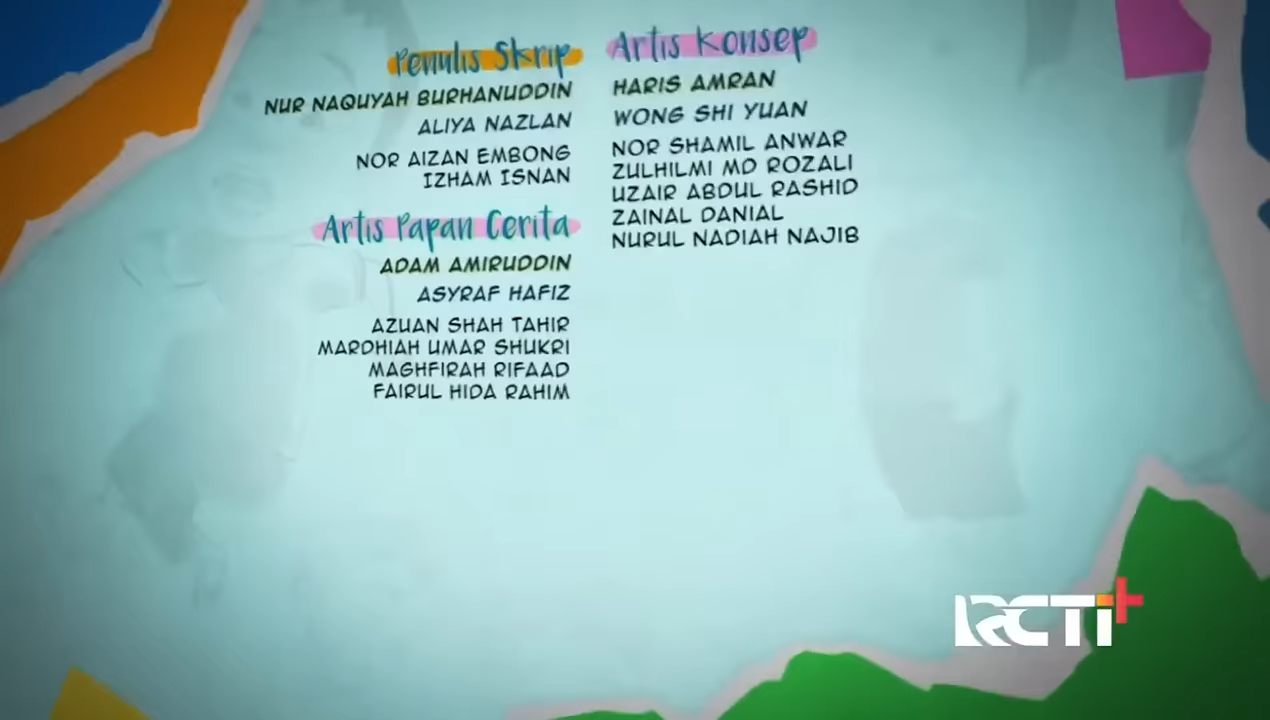 Penulis Skrip
NUR NAQUYAH BURHANUDDIN
ALIYA NAZLAN
NOR AIZAN EMBONG
IZHAM ISNAN
Artis Papan Cerita
ADAM AMIRUDDIN
ASYRAF HAFIZ
AZUAN SHAH TAHIR
MARDHIAH UMAR SHUKRI
MAGHFIRAH RIFAAD
FAIRUL HIDA RAHIM
Artis Konsep
HARIS AMRAN
WONG SHI YUAN
NOR SHAMIL ANWAR
ZULHILMI MD ROZALI
UZAIR ABDUL RASHID
ZAINAL DANIAL
NURUL NADIAH NAJIB
RCTi+